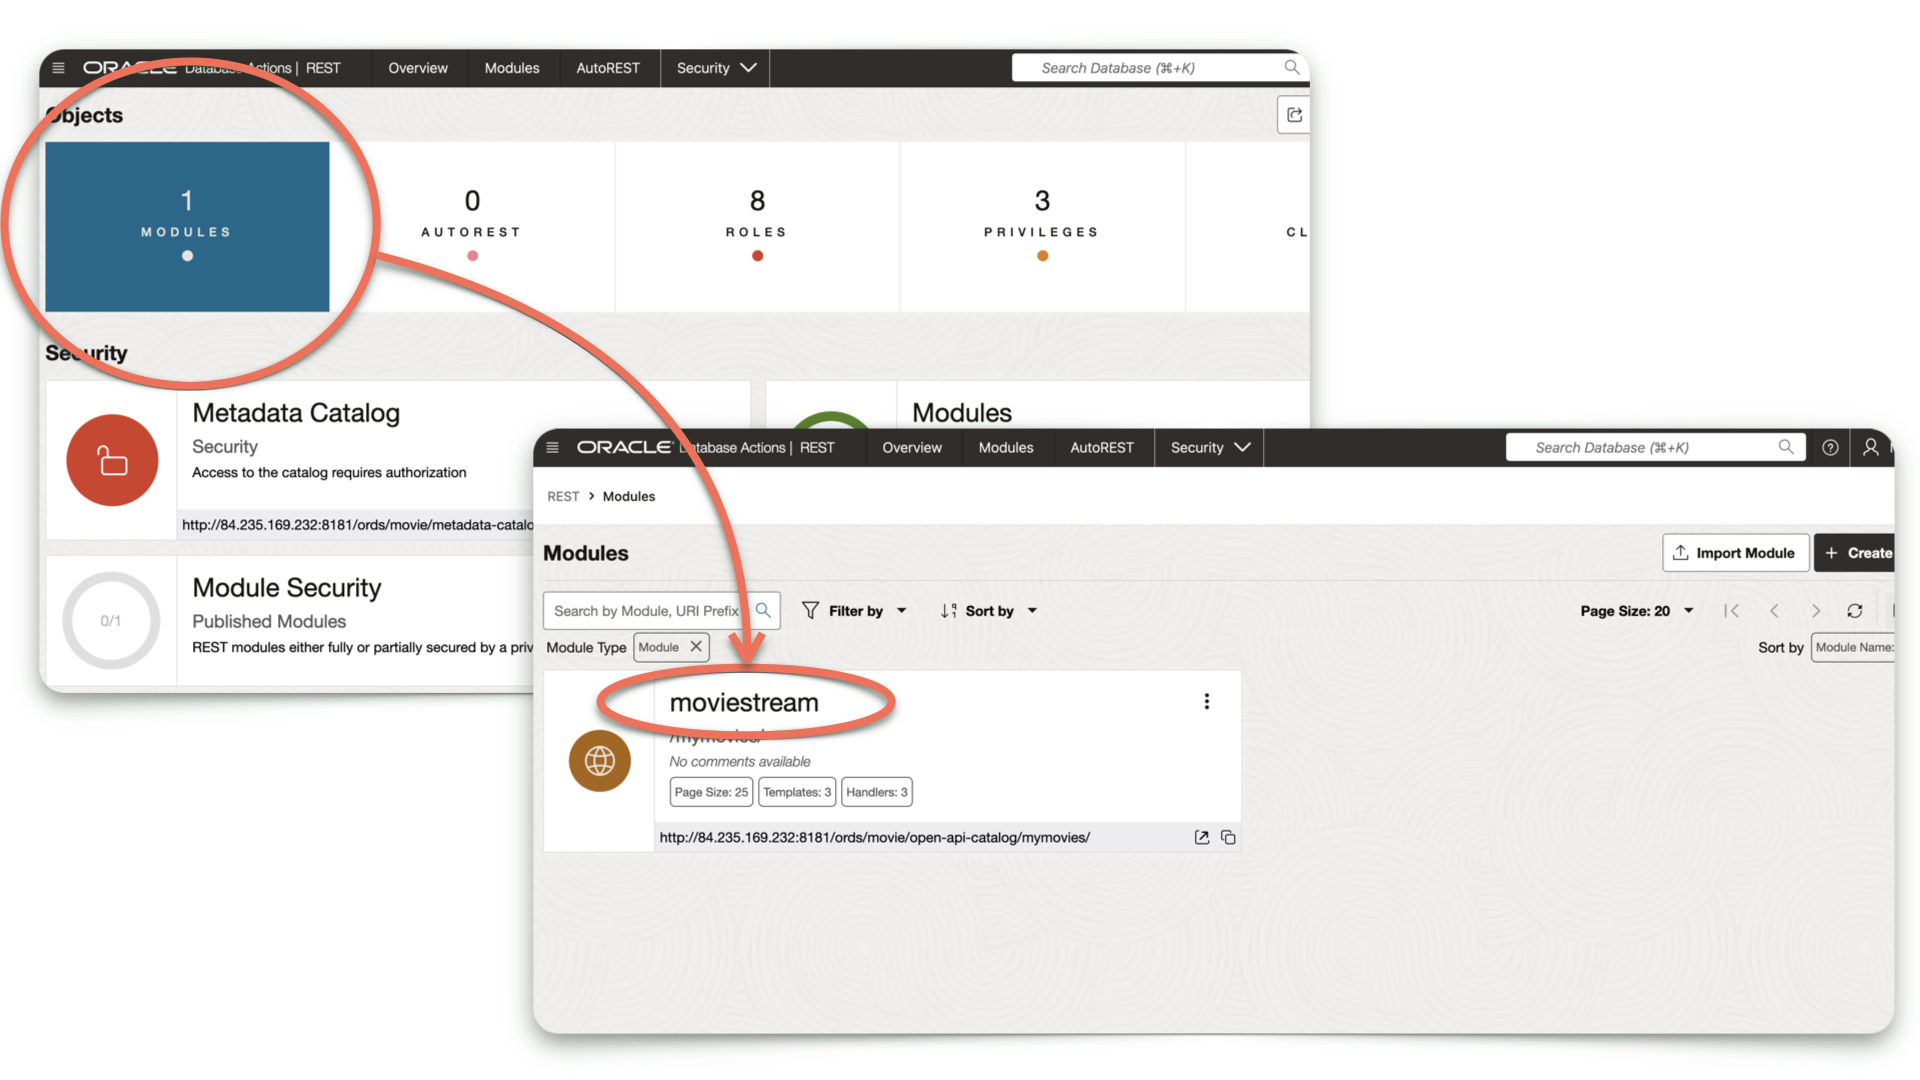 ORACLE Database Actions | REST Overview Modules AutoREST Security Search Database (⌘+K)
Objects
1 0 8 3
MODULES AUTOREST ROLES PRIVILEGES CL
Security
Metadata Catalog
Security
Access to the catalog requires authorization
http://84.235.169.232:8181/ords/movie/metadata-catalo
Modules
0/1
Module Security
Published Modules
REST modules either fully or partially secured by a priv
ORACLE Database Actions | REST Overview Modules AutoREST Security Search Database (⌘+K)
REST > Modules
Modules
Import Module + Create
Search by Module, URI Prefix Filter by Sort by Page Size: 20
Module Type Module Sort by Module Name:
moviestream
/mymovies/
No comments available
Page Size: 25 Templates: 3 Handlers: 3
http://84.235.169.232:8181/ords/movie/open-api-catalog/mymovies/